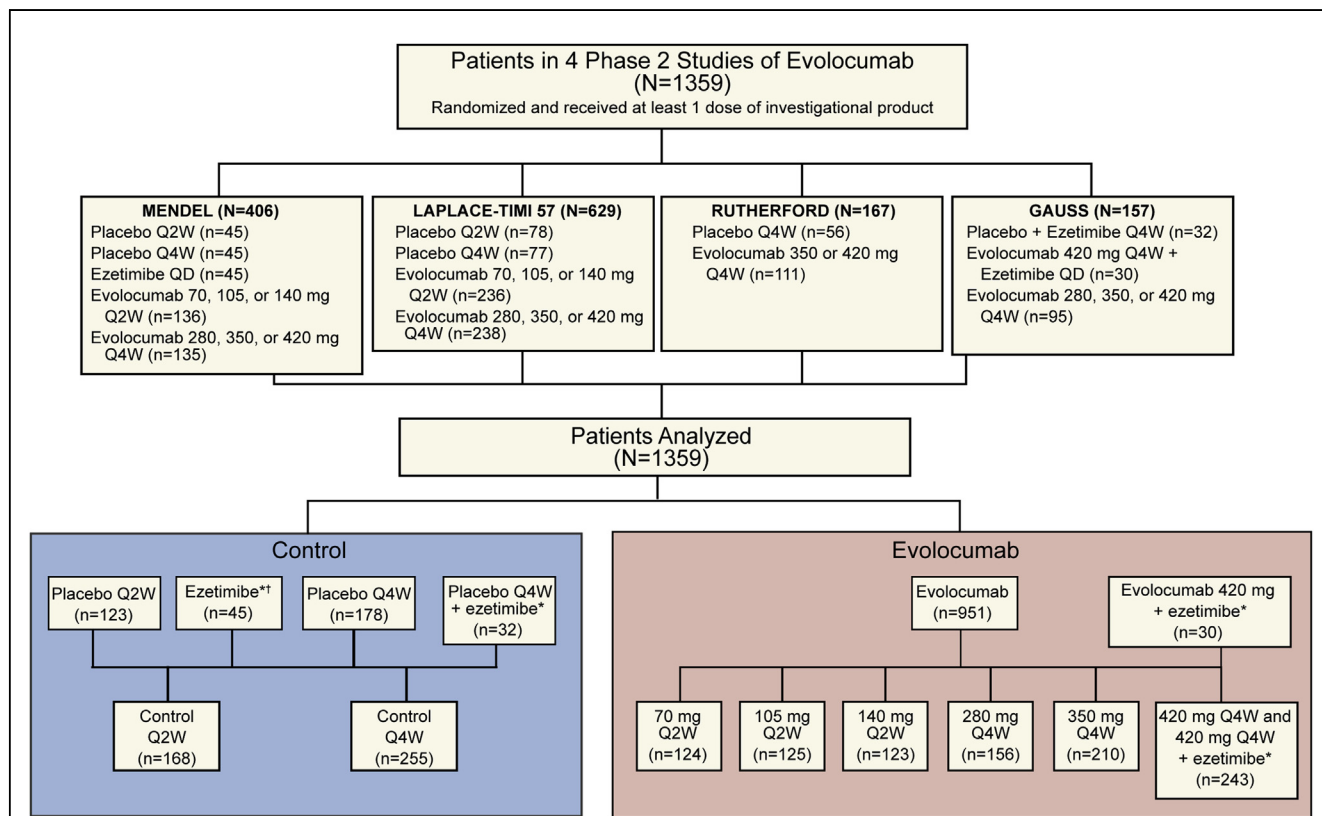 Patients in 4 Phase 2 Studies of Evolocumab
(N=1359)
Randomized and received at least 1 dose of investigational product
MENDEL (N=406)
Placebo Q2W (n=45)
Placebo Q4W (n=45)
Ezetimibe QD (n=45)
Evolocumab 70, 105, or 140 mg
Q2W (n=136)
Evolocumab 280, 350, or 420 mg
Q4W (n=135)
LAPLACE-TIMI 57 (N=629)
Placebo Q2W (n=78)
Placebo Q4W (n=77)
Evolocumab 70, 105, or 140 mg
Q2W (n=236)
Evolocumab 280, 350, or 420 mg
Q4W (n=238)
RUTHERFORD (N=167)
Placebo Q4W (n=56)
Evolocumab 350 or 420 mg
Q4W (n=111)
GAUSS (N=157)
Placebo + Ezetimibe Q4W (n=32)
Evolocumab 420 mg Q4W +
Ezetimibe QD (n=30)
Evolocumab 280, 350, or 420 mg
Q4W (n=95)
Patients Analyzed
(N=1359)
Control
Placebo Q2W
(n=123)
Ezetimibe*†
(n=45)
Placebo Q4W
(n=178)
Placebo Q4W
+ ezetimibe*
(n=32)
Control
Q2W
(n=168)
Control
Q4W
(n=255)
Evolocumab
Evolocumab
(n=951)
Evolocumab 420 mg
+ ezetimibe*
(n=30)
70 mg
Q2W
(n=124)
105 mg
Q2W
(n=125)
140 mg
Q2W
(n=123)
280 mg
Q4W
(n=156)
350 mg
Q4W
(n=210)
420 mg Q4W and
420 mg Q4W
+ ezetimibe*
(n=243)